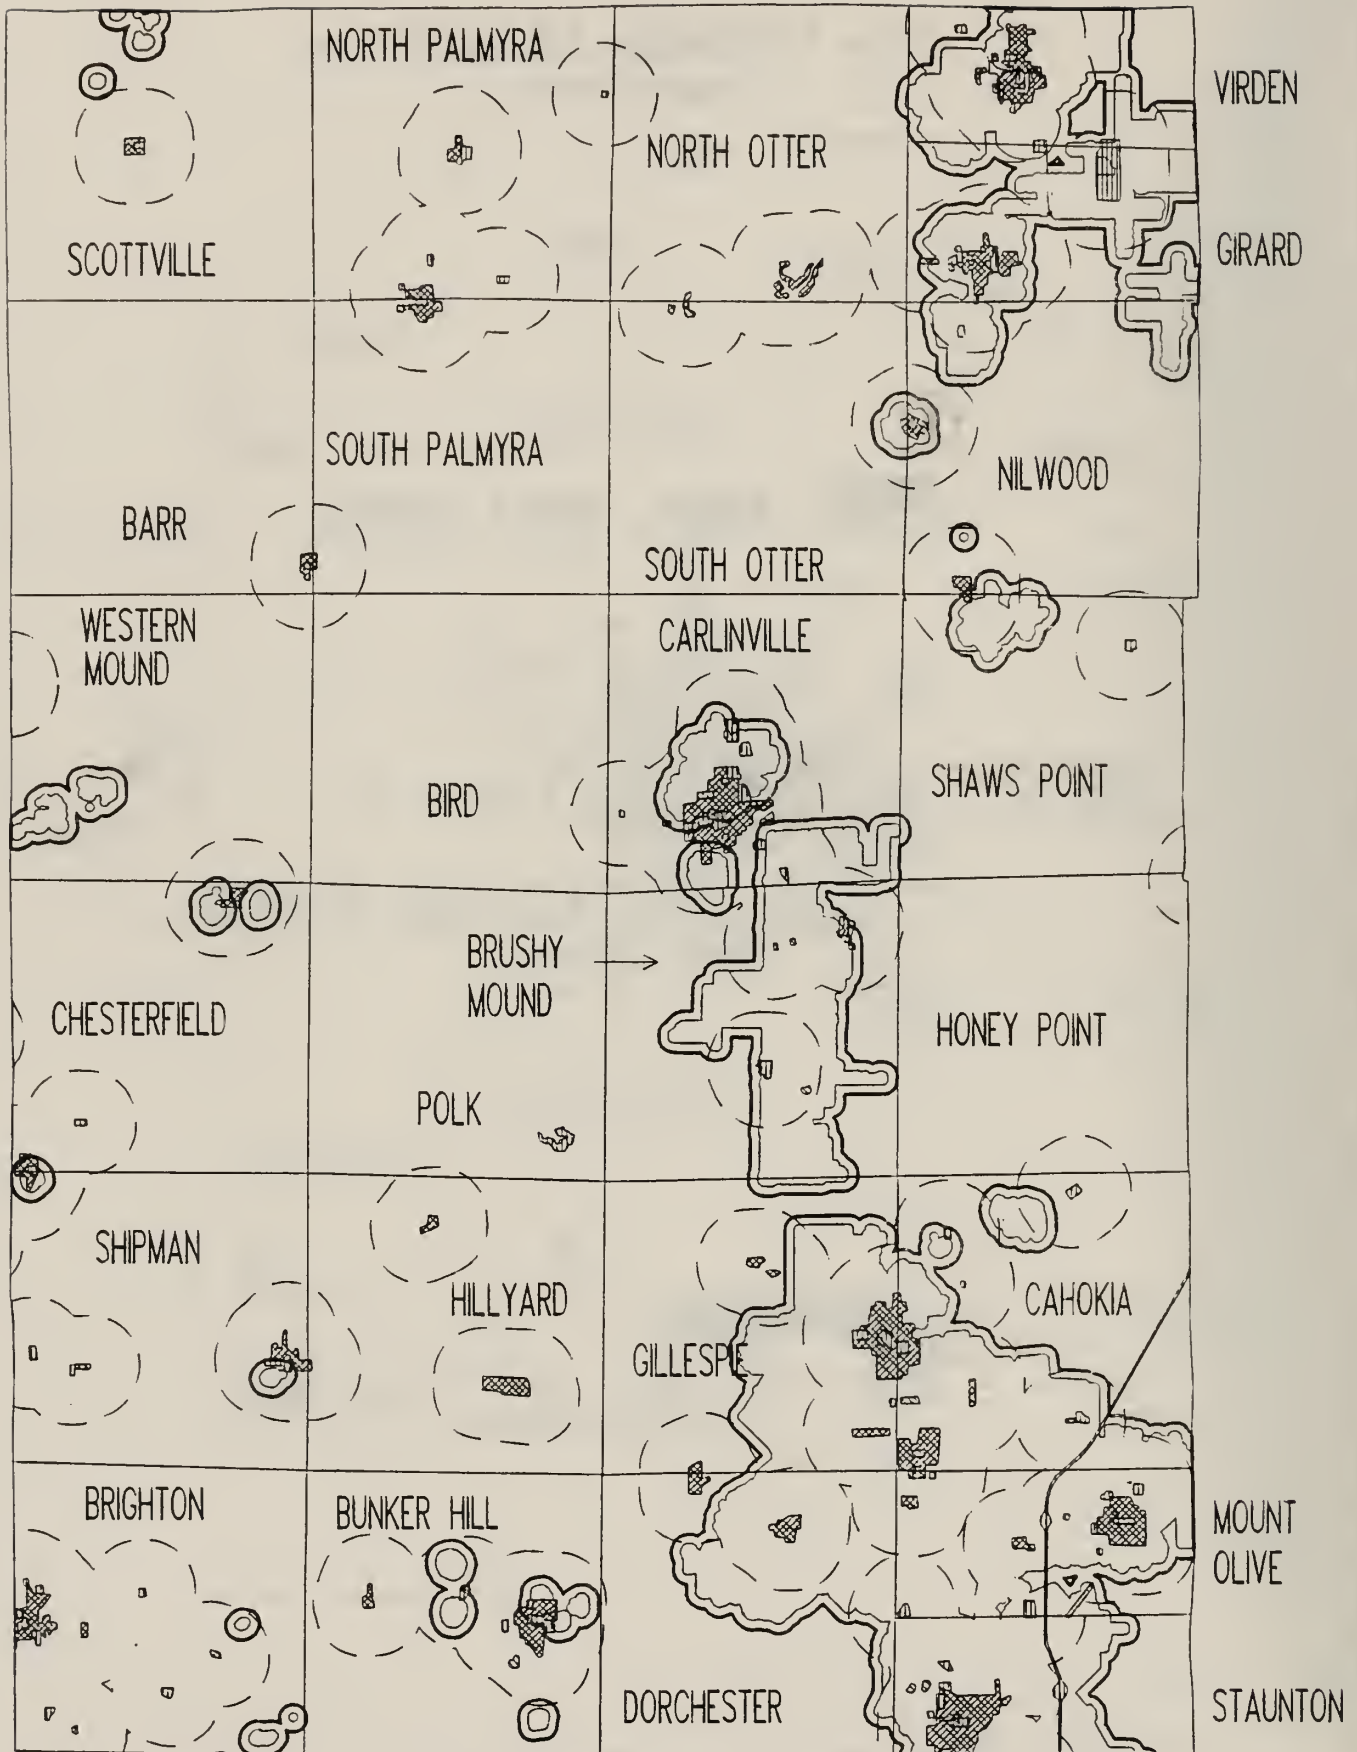 NORTH PALMYRA
VIRDEN
NORTH OTTER
SCOTTVILLE
GIRARD
SOUTH PALMYRA
NILWOOD
BARR
SOUTH OTTER
WESTERN
MOUND
CARLINVILLE
BIRD
SHAWS POINT
BRUSHY
MOUND
CHESTERFIELD
HONEY POINT
POLK
SHIPMAN
HILLYARD
CAHOKIA
GILLESPIE
BRIGHTON
BUNKER HILL
MOUNT
OLIVE
DORCHESTER
STAUNTON